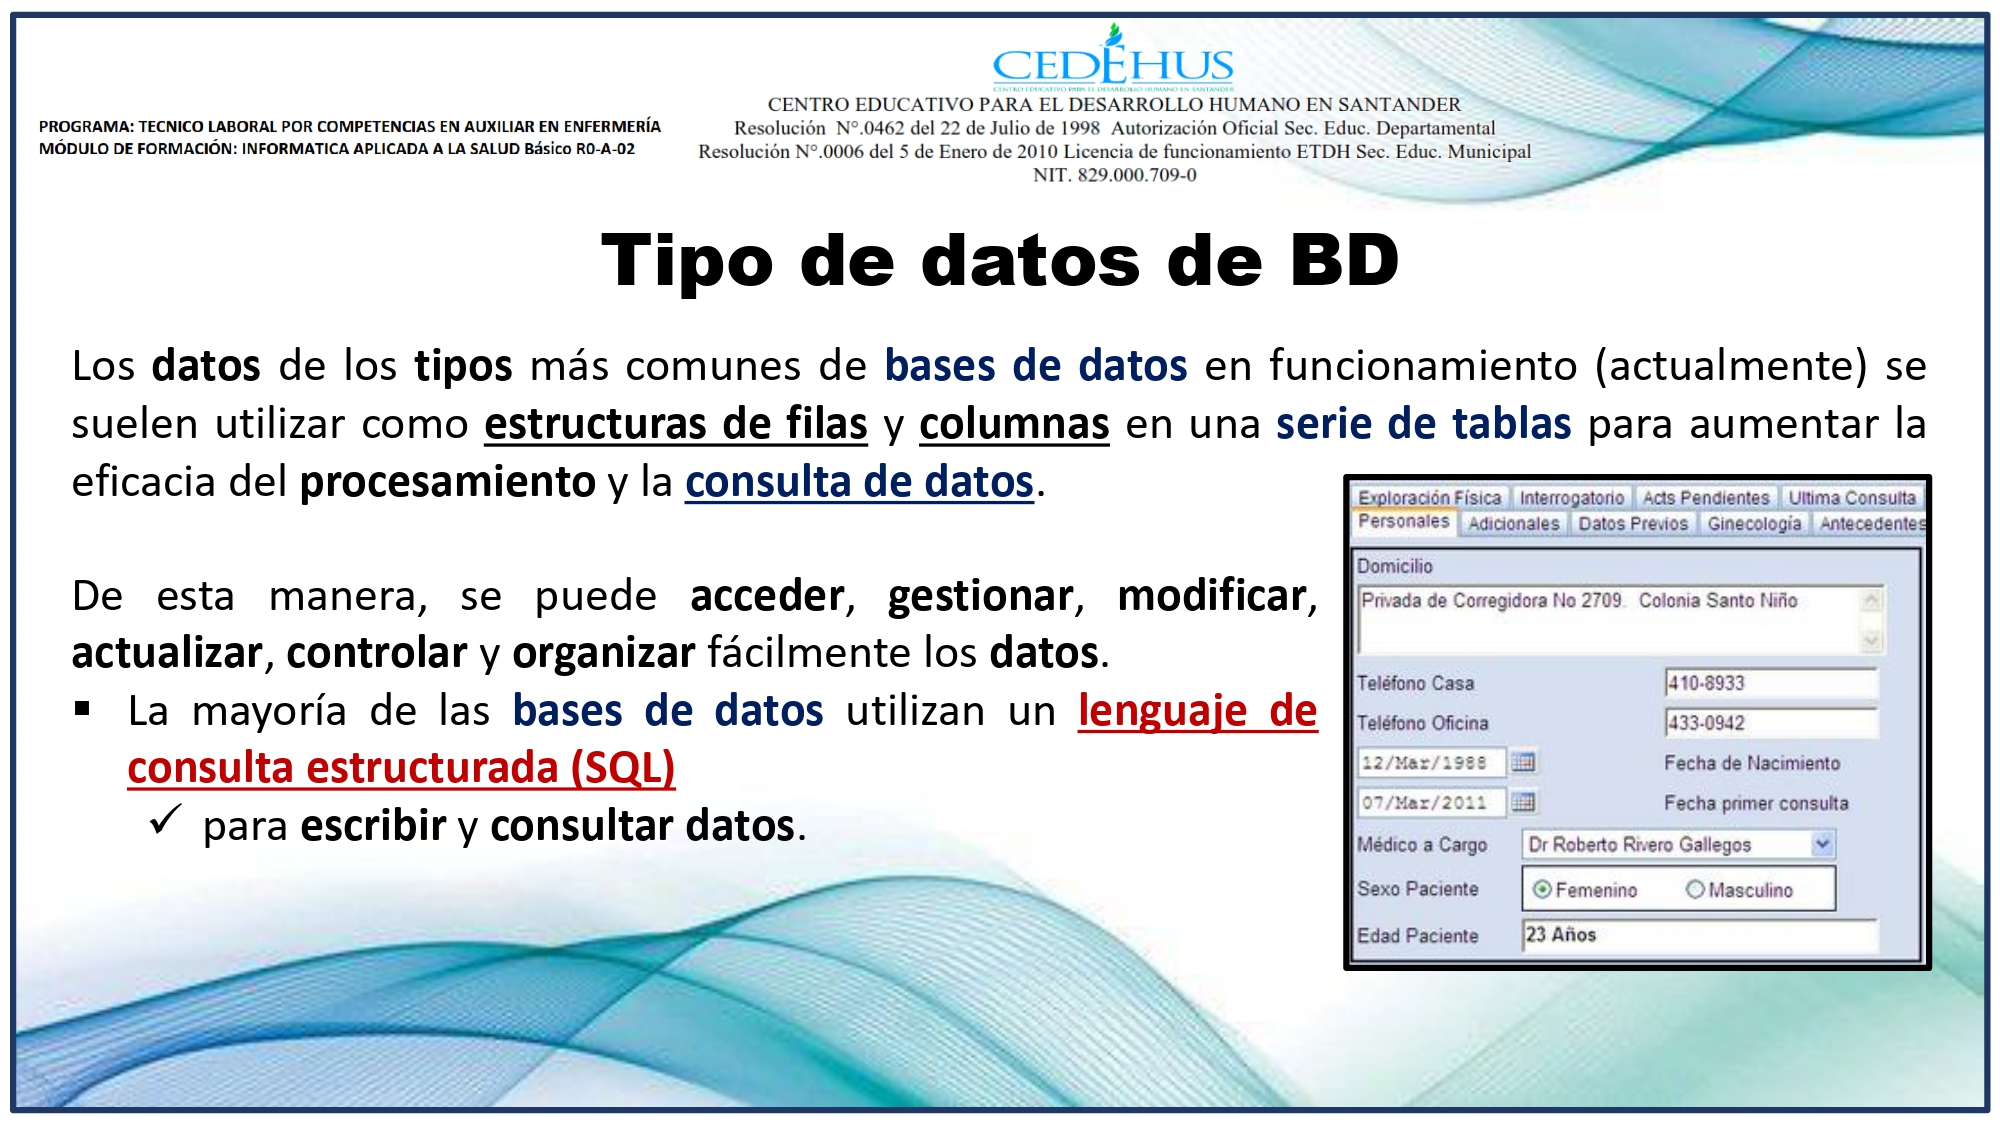 CEDEHUS
CENTRO EDUCATIVO PARA EL DESARROLLO HUMANO EN SANTANDER
PROGRAMA: TECNICO LABORAL POR COMPETENCIAS EN AUXILIAR EN ENFERMERÍA
MÓDULO DE FORMACIÓN: INFORMATICA APLICADA A LA SALUD Básico R0-A-02
CENTRO EDUCATIVO PARA EL DESARROLLO HUMANO EN SANTANDER
Resolución N°.0462 del 22 de Julio de 1998 Autorización Oficial Sec. Educ. Departamental
Resolución N°.0006 del 5 de Enero de 2010 Licencia de funcionamiento ETDH Sec. Educ. Municipal
NIT. 829.000.709-0
Tipo de datos de BD
Los datos de los tipos más comunes de bases de datos en funcionamiento (actualmente) se
suelen utilizar como estructuras de filas y columnas en una serie de tablas para aumentar la
eficacia del procesamiento y la consulta de datos.
De esta manera, se puede acceder, gestionar, modificar,
actualizar, controlar y organizar fácilmente los datos.
▪ La mayoría de las bases de datos utilizan un lenguaje de
consulta estructurada (SQL)
✓ para escribir y consultar datos.
Exploración Física Interrogatorio Acts Pendientes Ultima Consulta
Personales Adicionales Datos Previos Ginecología Antecedentes
Domicilio
Privada de Corregidora No 2709. Colonia Santo Niño
Teléfono Casa 410-8933
Teléfono Oficina 433-0942
12/Mar/1988 Fecha de Nacimiento
07/Mar/2011 Fecha primer consulta
Médico a Cargo Dr Roberto Rivero Gallegos
Sexo Paciente Femenino Masculino
Edad Paciente 23 Años